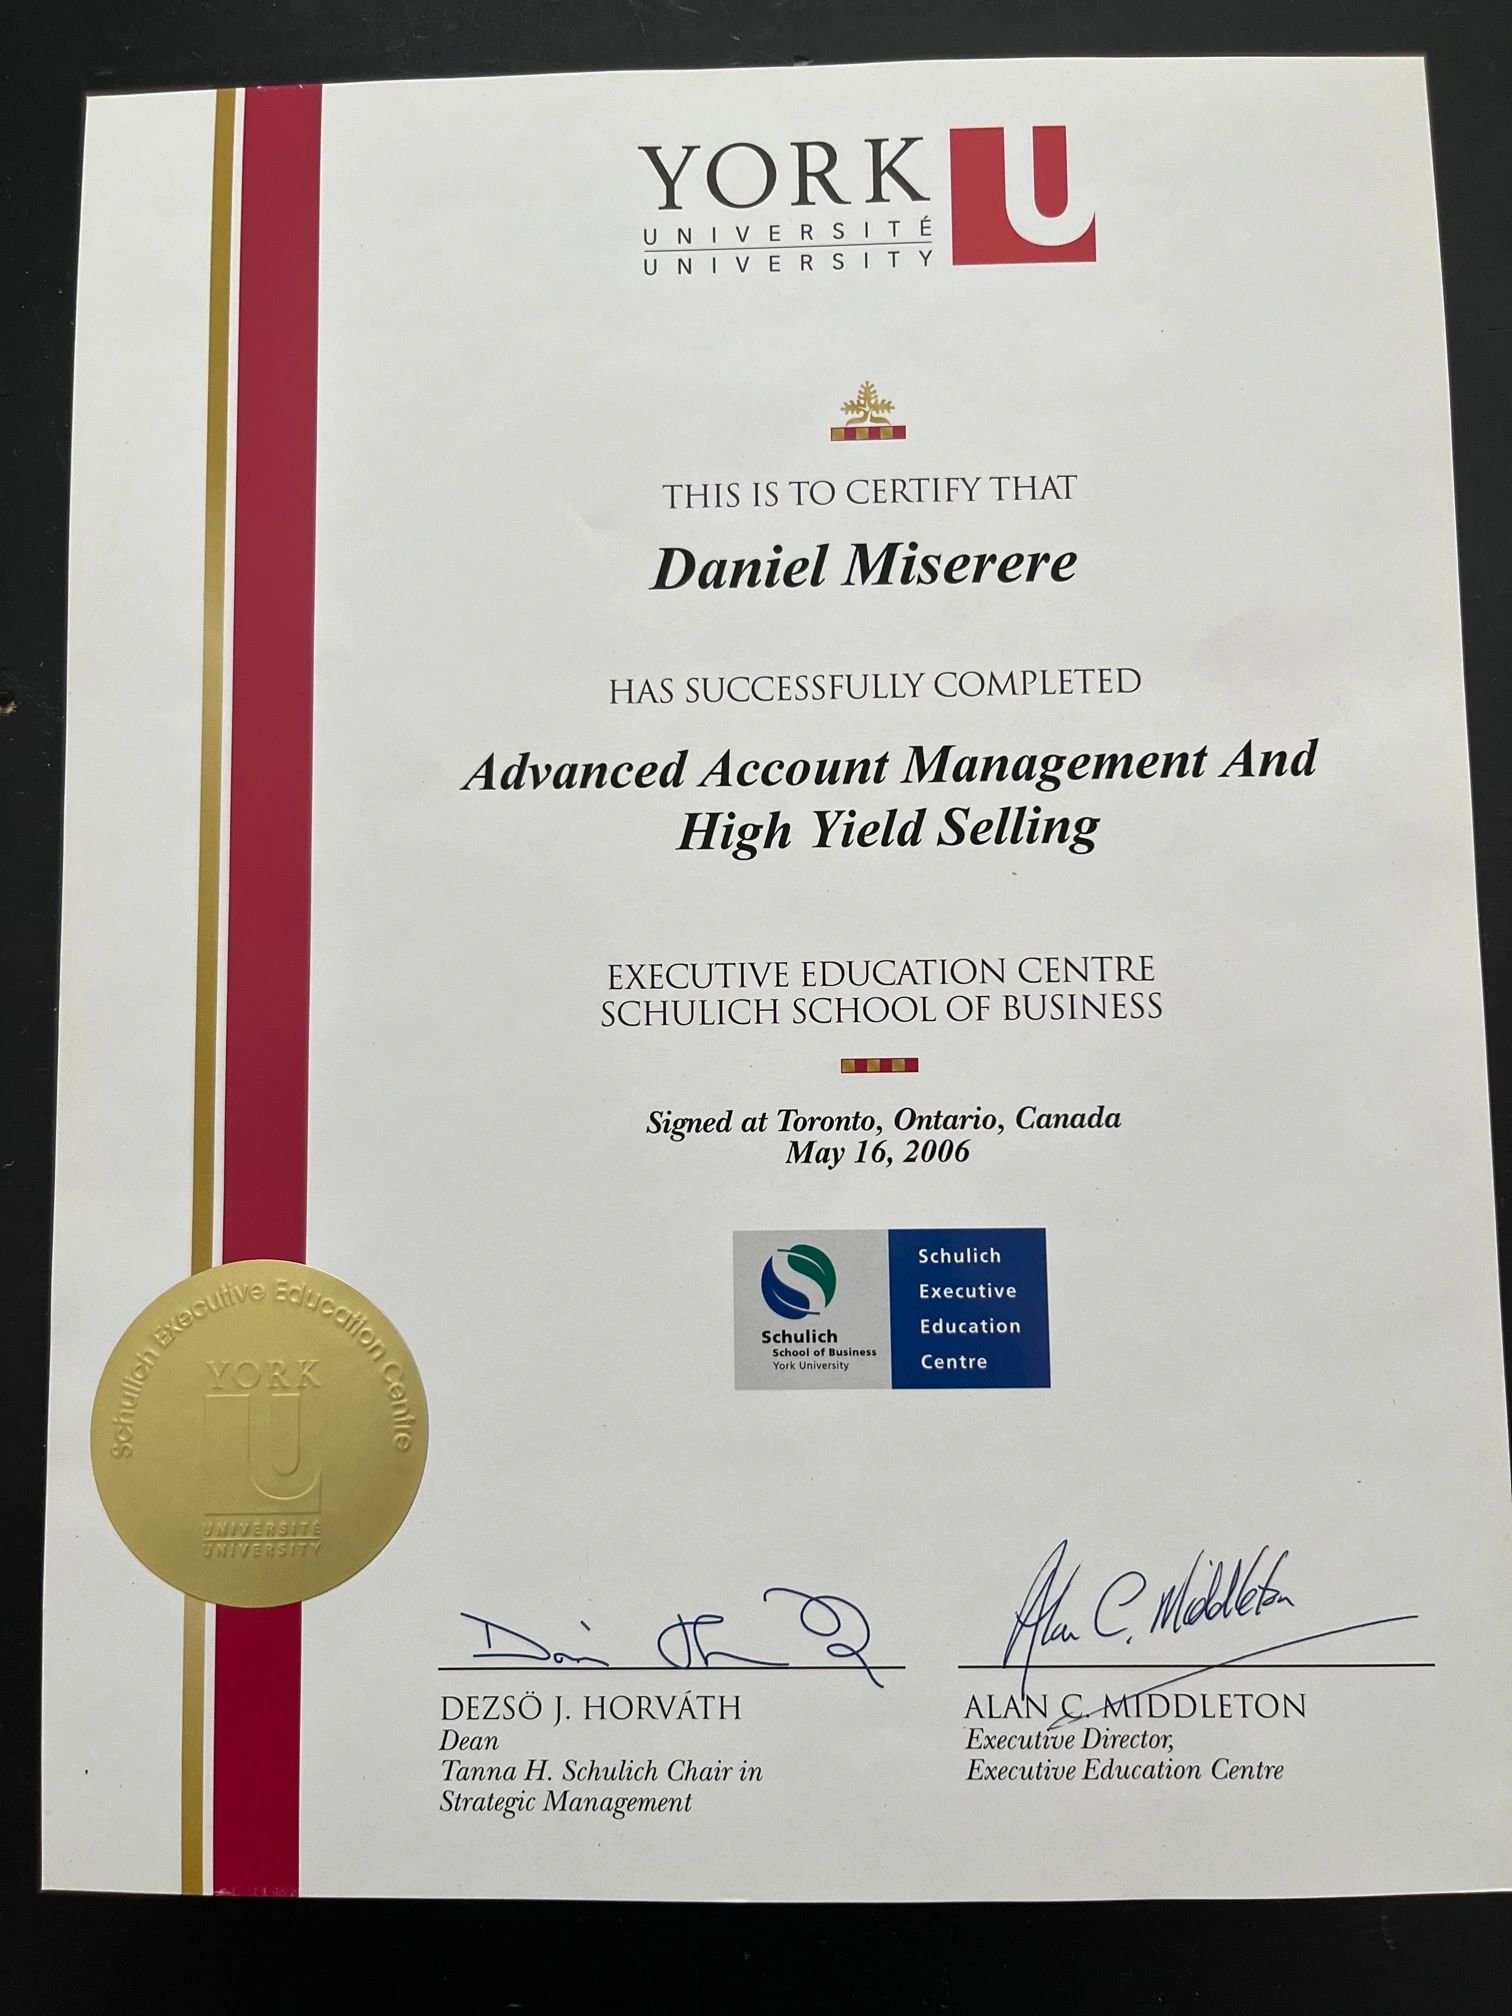 YORK
UNIVERSITÉ
UNIVERSITY
THIS IS TO CERTIFY THAT
Daniel Miserere
HAS SUCCESSFULLY COMPLETED
Advanced Account Management And
High Yield Selling
EXECUTIVE EDUCATION CENTRE
SCHULICH SCHOOL OF BUSINESS
Signed at Toronto, Ontario, Canada
May 16, 2006
Schulich
School of Business
York University
Schulich
Executive
Education
Centre
Schulich Executive Education Centre
YORK
U
UNIVERSITÉ
UNIVERSITY
Alan C. Middleton
DEZSÖ J. HORVÁTH
Dean
Tanna H. Schulich Chair in
Strategic Management
ALAN C. MIDDLETON
Executive Director,
Executive Education Centre